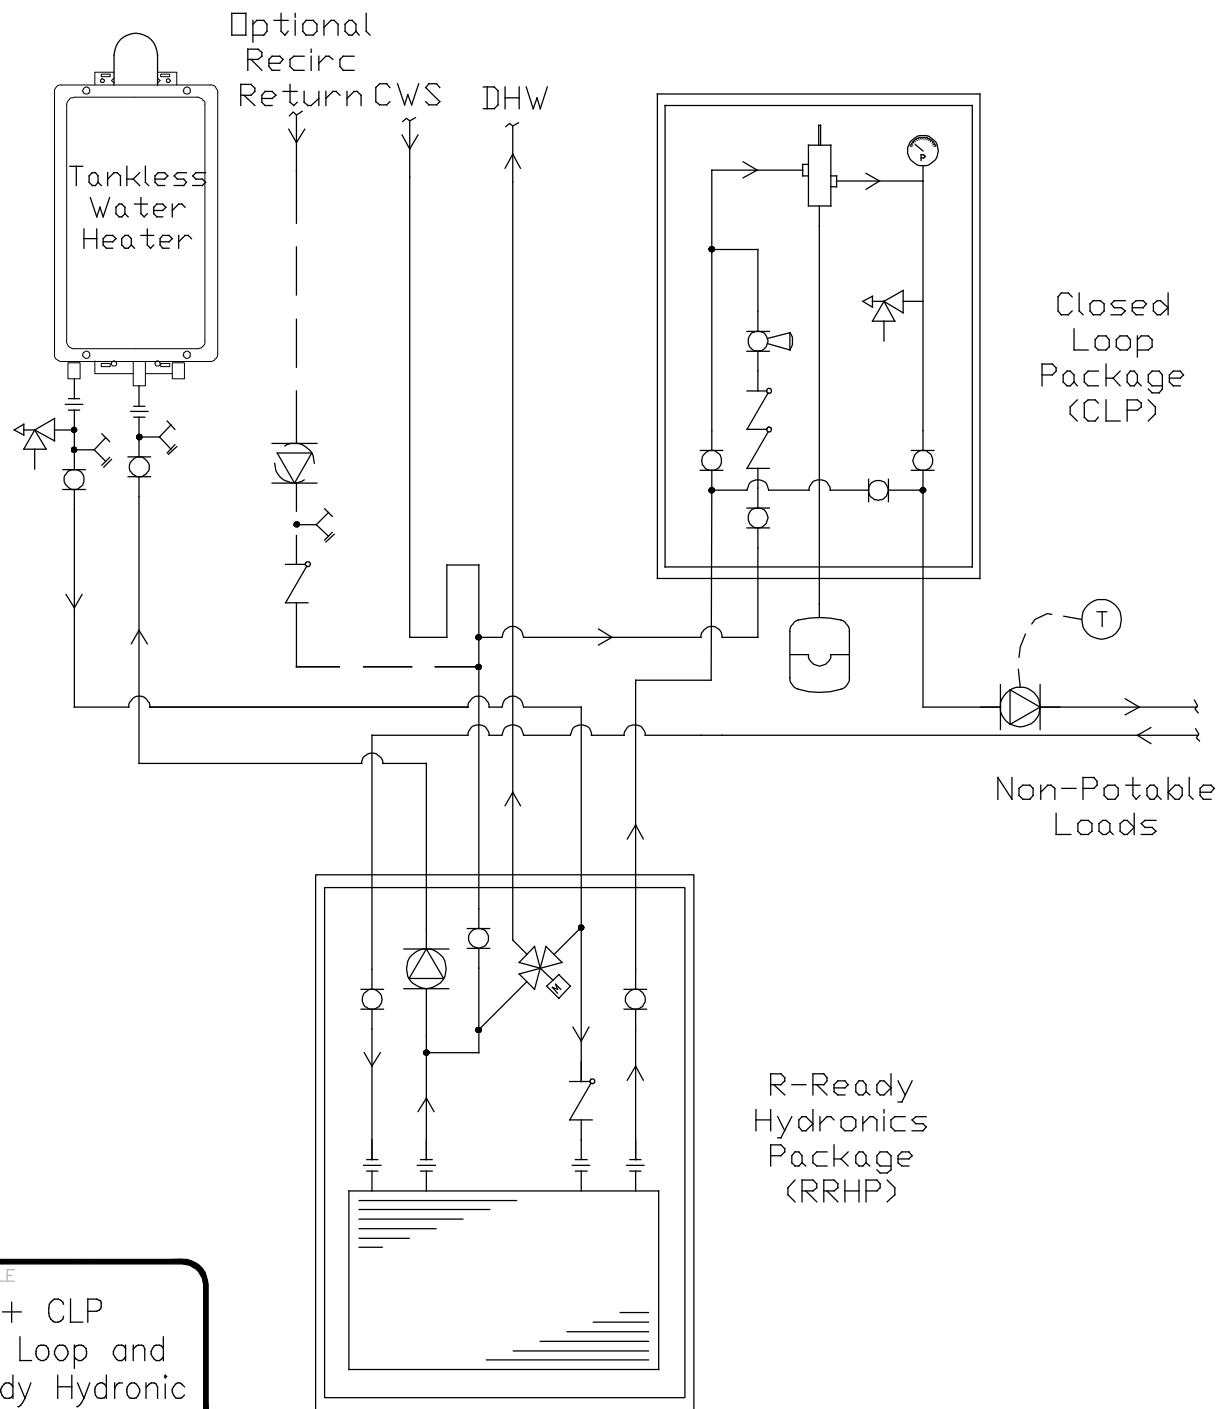 Optional
Recirc
Return
CWS
DHW
Tankless
Water
Heater
P
Closed
Loop
Package
(CLP)
T
Non-Potable
Loads
M
R-Ready
Hydronics
Package
(RRHP)
LE
+ CLP
Loop and
dy Hydronic